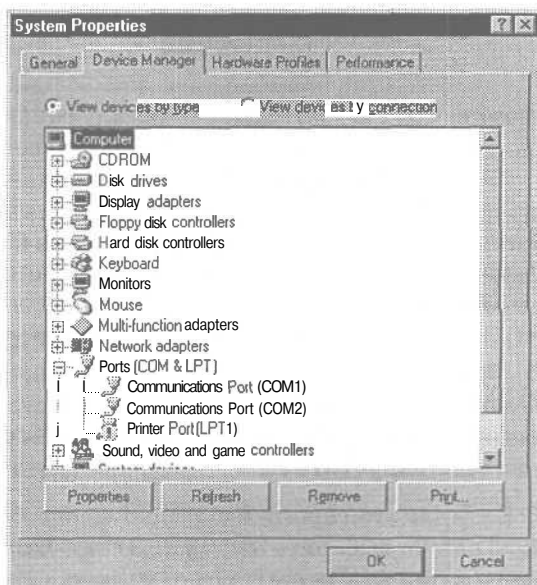 System Properties
General Device Manager Hardware Profiles Performance
View devices by type View devi es t y connection
Computer
CDROM
Disk drives
Display adapters
Floppy disk controllers
Hard disk controllers
Keyboard
Monitors
Mouse
Multi-function adapters
Network adapters
Ports (COM & LPT)
Communications Port (COM1)
Communications Port (COM2)
Printer Port (LPT1)
Sound, video and game controllers
System devices
Properties Refresh Remove Print...
OK Cancel